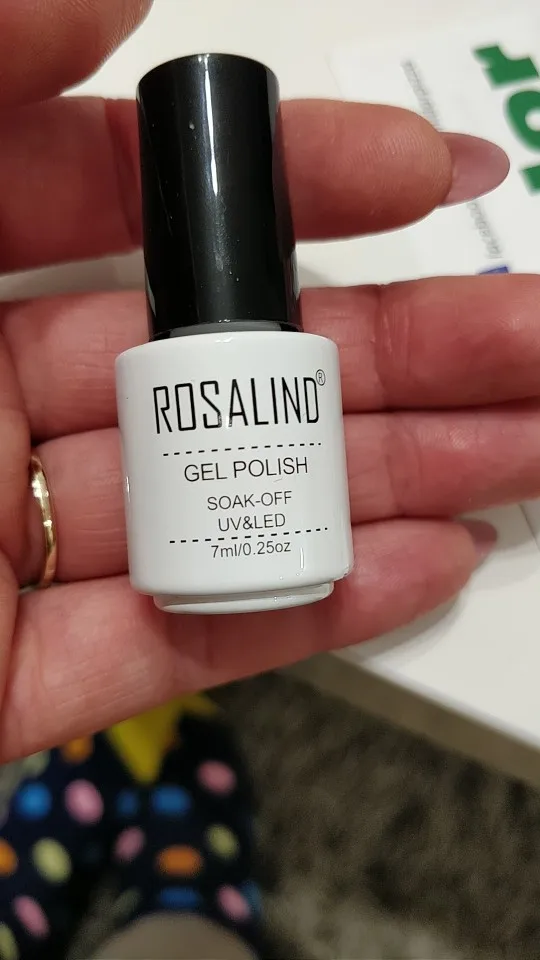 ROSALIND®
GEL POLISH
SOAK-OFF
UV&LED
7ml/0.25oz